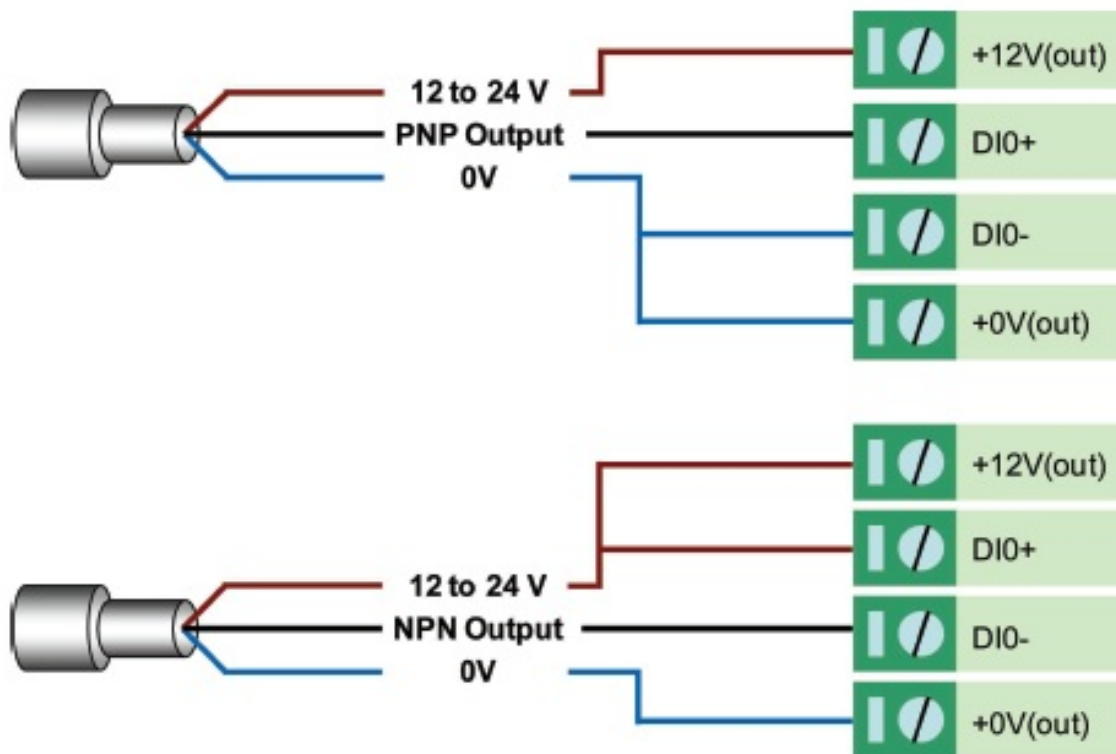 +12V(out)
12 to 24 V
PNP Output
DI0+
0V
DI0-
+0V(out)
+12V(out)
DI0+
12 to 24 V
NPN Output
DI0-
0V
+0V(out)